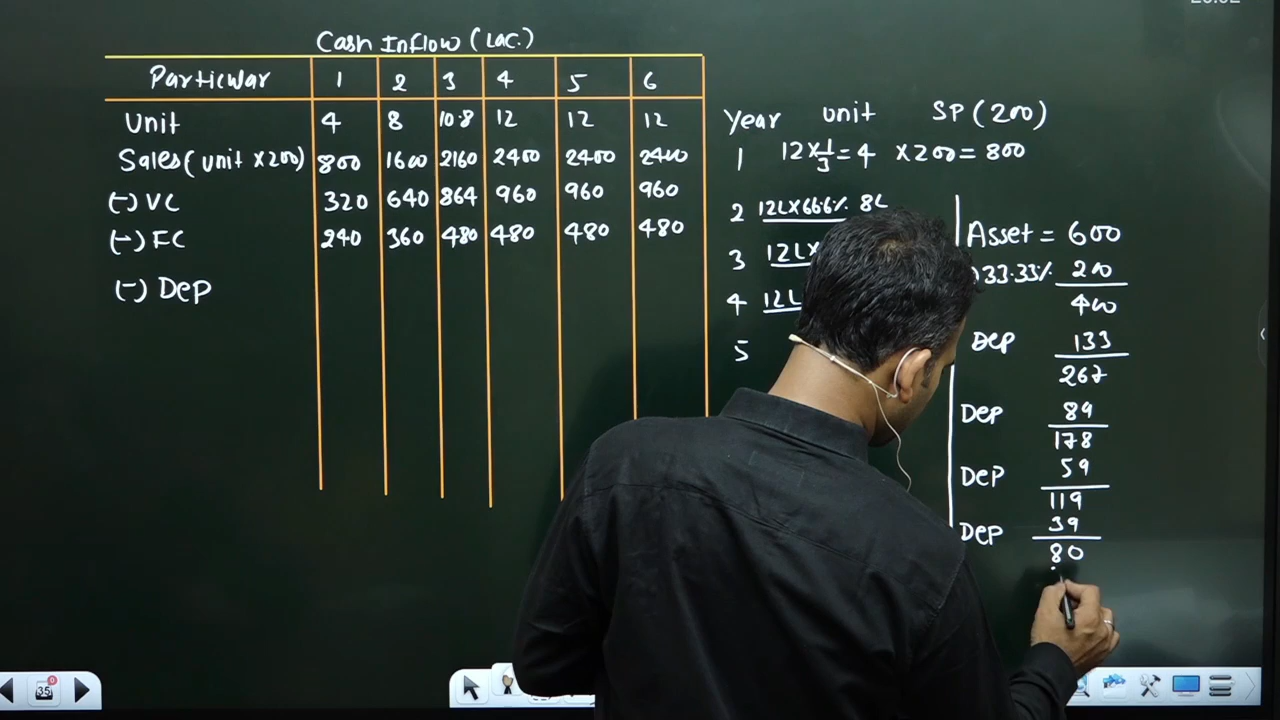 Cash Inflow (Lac.)
Particular 1 2 3 4 5 6
Unit 4 8 10.8 12 12 12
Sales (unit x200) 800 1600 2160 2400 2400 2400
(-) VC 320 640 864 960 960 960
(-) FC 240 360 480 480 480 480
(-) Dep
Year unit SP (200)
1 12 x 1/3 = 4 x 200 = 800
2 12L x 66.6%. 8L
3 12L x
4 12L
5
Asset = 600
33.33% 200
400
Dep 133
267
Dep 89
178
Dep 59
119
Dep 39
80
35